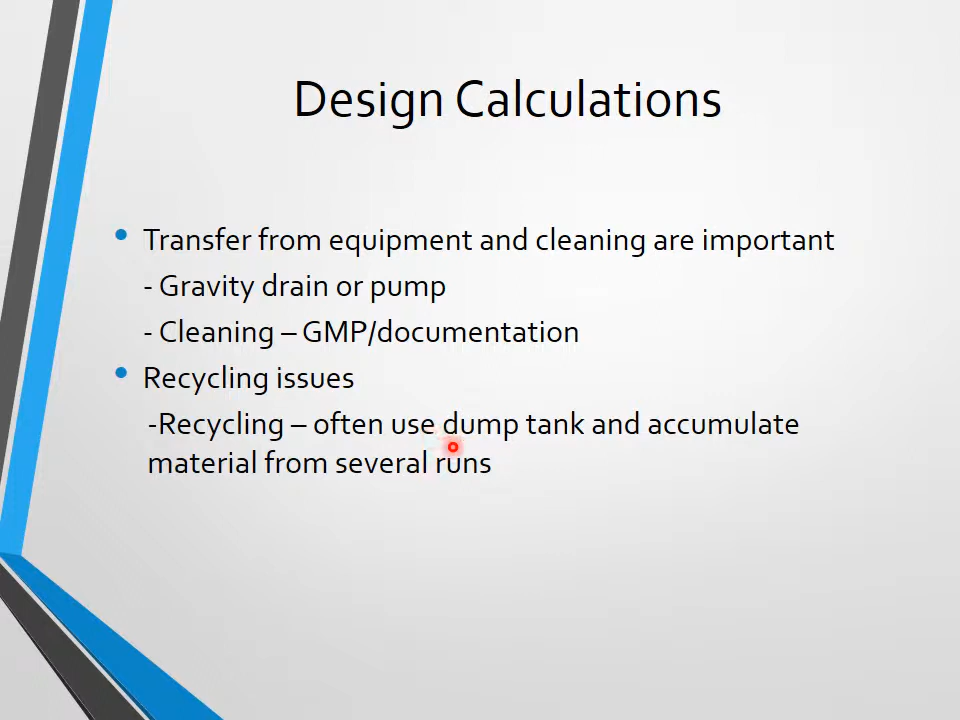 Design Calculations
• Transfer from equipment and cleaning are important
- Gravity drain or pump
- Cleaning – GMP/documentation
• Recycling issues
-Recycling – often use dump tank and accumulate
material from several runs